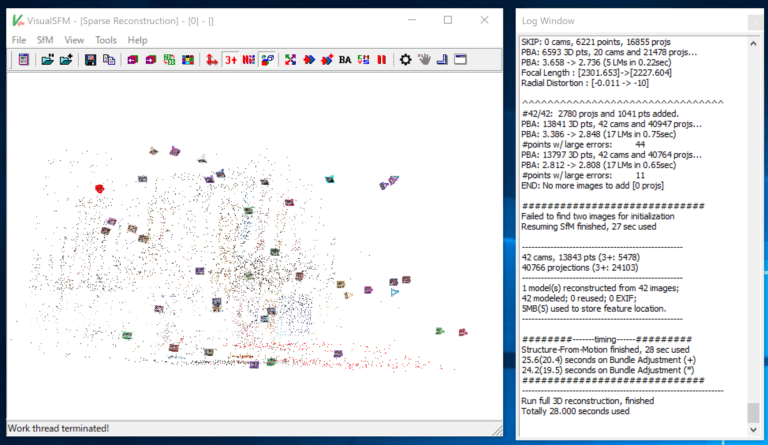 VisualSFM - [Sparse Reconstruction] - [0] - []
File SfM View Tools Help
3+
BA
Work thread terminated!
Log Window
SKIP: 0 cams, 6221 points, 16855 projs
PBA: 6593 3D pts, 20 cams and 21478 projs...
PBA: 3.658 -> 2.736 (5 LMs in 0.22sec)
Focal Length : [2301.653]->[2227.604]
Radial Distortion : [-0.011 -> -10]
^^^^^^^^^^^^^^^^^^^^^^^^^^^^^^
#42/42: 2780 projs and 1041 pts added.
PBA: 13841 3D pts, 42 cams and 40947 projs...
PBA: 3.386 -> 2.848 (17 LMs in 0.75sec)
#points w/ large errors: 44
PBA: 13797 3D pts, 42 cams and 40764 projs...
PBA: 2.812 -> 2.808 (17 LMs in 0.65sec)
#points w/ large errors: 11
END: No more images to add [0 projs]
##############################
Failed to find two images for initialization
Resuming SfM finished, 27 sec used
----------------------------------------------------------------
42 cams, 13843 pts (3+: 5478)
40766 projections (3+: 24103)
----------------------------------------------------------------
1 model(s) reconstructed from 42 images;
42 modeled; 0 reused; 0 EXIF;
5MB(5) used to store feature location.
----------------------------------------------------------------
########-------timing------#########
Structure-From-Motion finished, 28 sec used
25.6(20.4) seconds on Bundle Adjustment (+)
24.2(19.5) seconds on Bundle Adjustment (*)
##############################
----------------------------------------------------------------
Run full 3D reconstruction, finished
Totally 28.000 seconds used